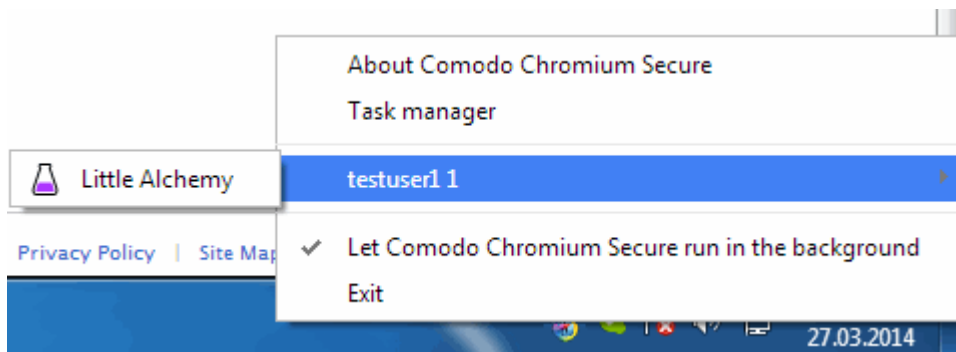 About Comodo Chromium Secure
Task manager
Little Alchemy
testuser1 1
Privacy Policy | Site Map
Let Comodo Chromium Secure run in the background
Exit
27.03.2014